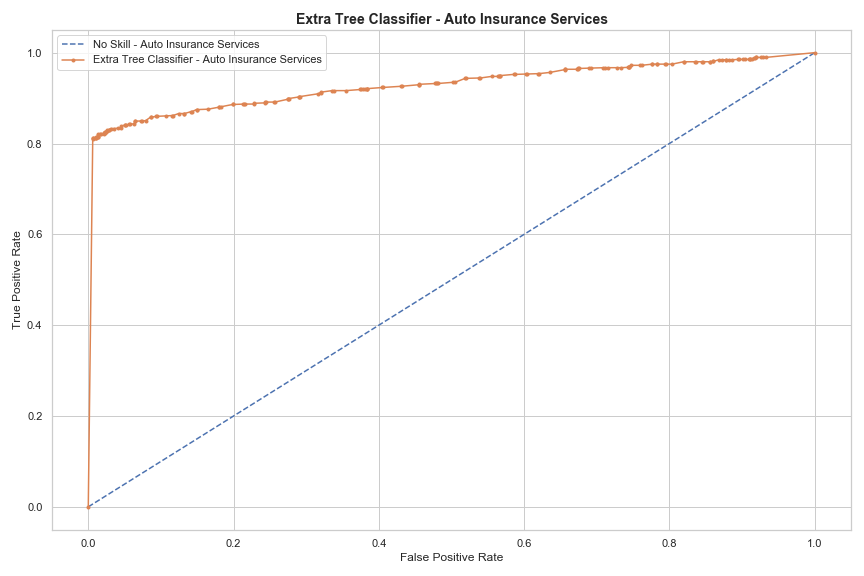 Extra Tree Classifier - Auto Insurance Services
No Skill - Auto Insurance Services
Extra Tree Classifier - Auto Insurance Services
True Positive Rate
1.0
0.8
0.6
0.4
0.2
0.0
0.0 0.2 0.4 0.6 0.8 1.0
False Positive Rate